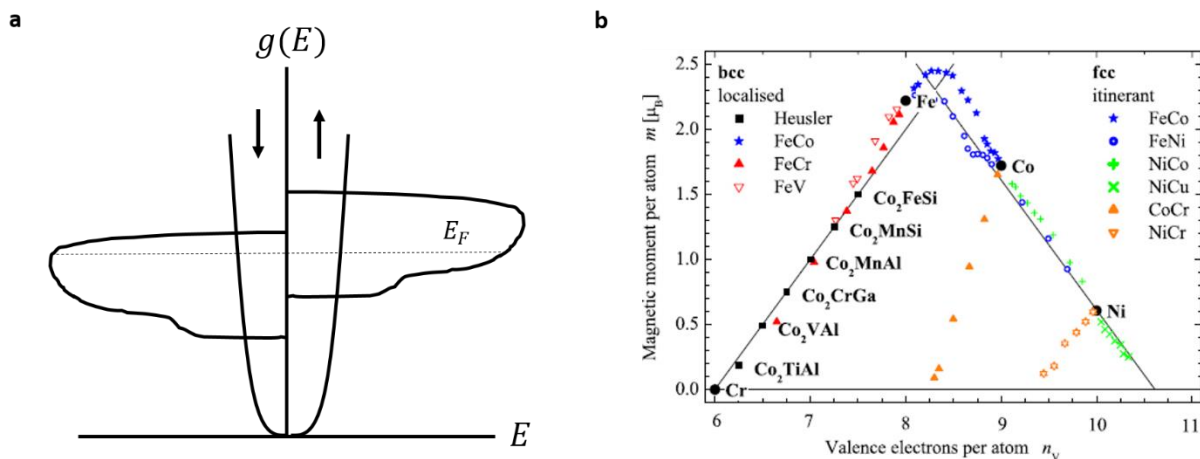 a
g(E)
E_F
E
b
bcc
localised
Heusler
FeCo
FeCr
FeV
fcc
itinerant
FeCo
FeNi
NiCo
NiCu
CoCr
NiCr
Fe
Co
Co₂FeSi
Co₂MnSi
Co₂MnAl
Co₂CrGa
Co₂VAl
Co₂TiAl
Cr
Ni
Magnetic moment per atom m [μ_B]
2.5
2.0
1.5
1.0
0.5
0.0
6
7
8
9
10
11
Valence electrons per atom n_V